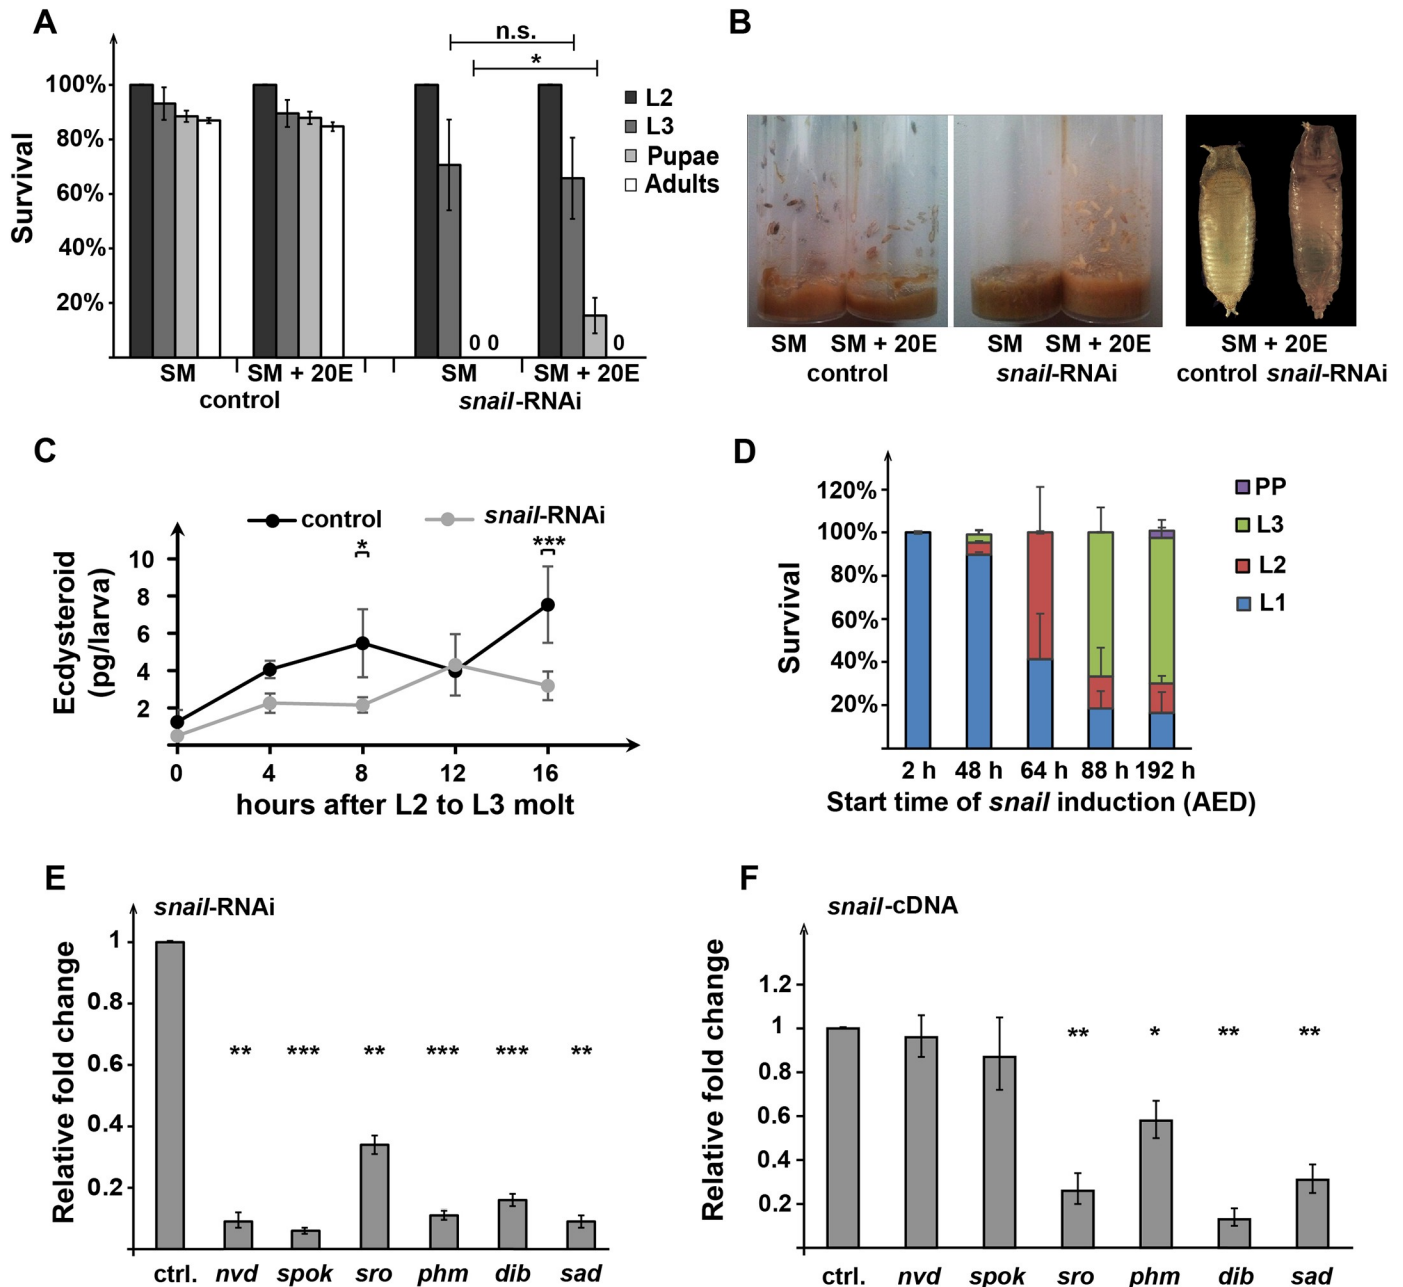 A
Survival
100%
80%
60%
40%
20%
n.s.
*
0 0
0
L2
L3
Pupae
Adults
SM
SM + 20E
SM
SM + 20E
control
snail-RNAi
B
SM SM + 20E
control
SM SM + 20E
snail-RNAi
SM + 20E
control snail-RNAi
C
control
snail-RNAi
*
***
Ecdysteroid
(pg/larva)
10
8
6
4
2
0 4 8 12 16
hours after L2 to L3 molt
D
Survival
120%
100%
80%
60%
40%
20%
PP
L3
L2
L1
2 h 48 h 64 h 88 h 192 h
Start time of snail induction (AED)
E
snail-RNAi
Relative fold change
1
0.8
0.6
0.4
0.2
** *** ** *** *** **
ctrl. nvd spok sro phm dib sad
F
snail-cDNA
Relative fold change
1.2
1
0.8
0.6
0.4
0.2
** * ** **
ctrl. nvd spok sro phm dib sad